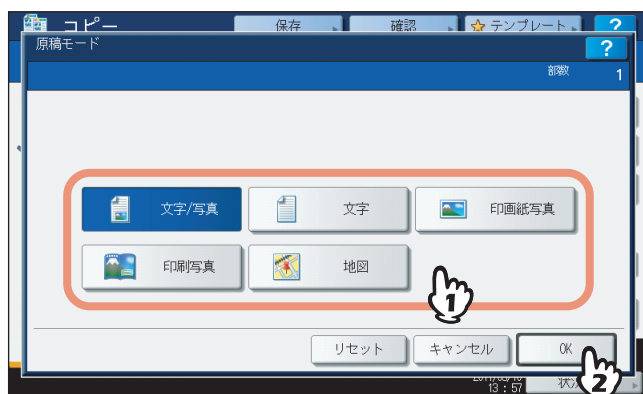 コピー 保存 確認 テンプレート ?
原稿モード ?
部数 1
文字/写真 文字 印画紙写真
印刷写真 地図
1
リセット キャンセル OK
2
13:57